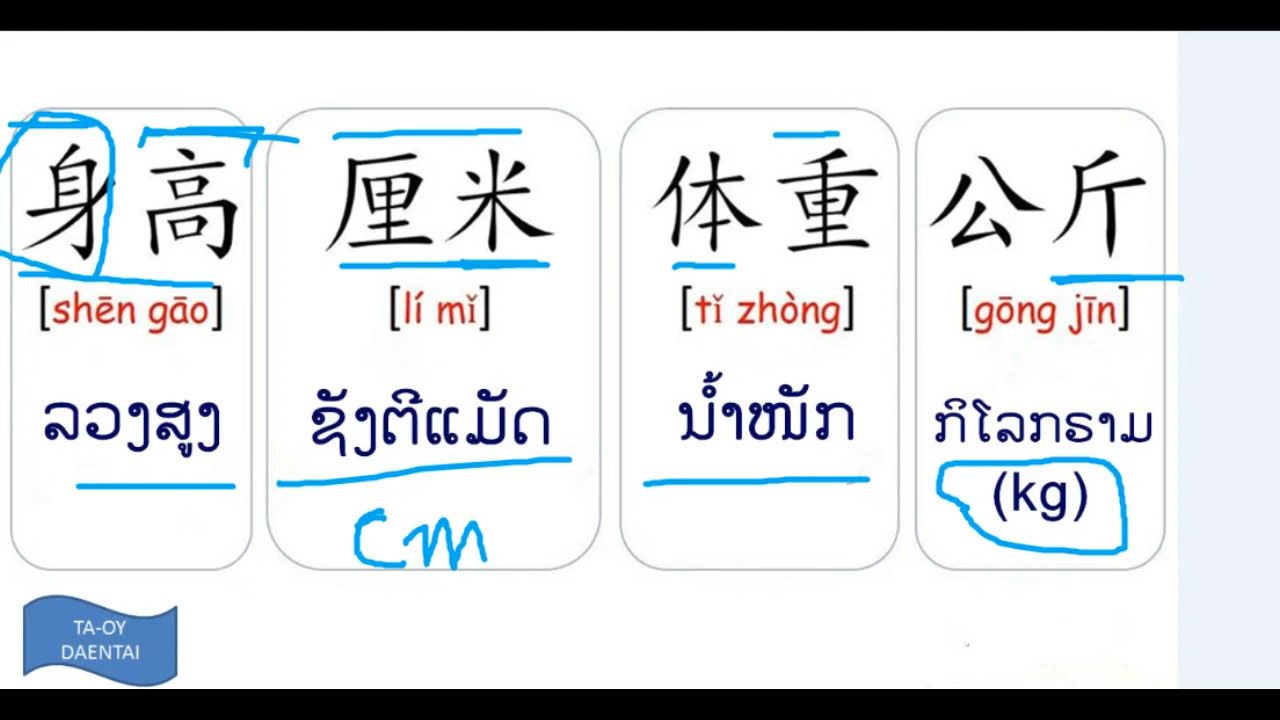 身高 厘米 体重 公斤
[shēn gāo] [lí mǐ] [tǐ zhòng] [gōng jīn]
ລວງສູງ ຊັງຕີແມັດ ນ້ຳໜັກ ກິໂລກຣາມ
(kg)
cm
TA-OY
DAENTAI